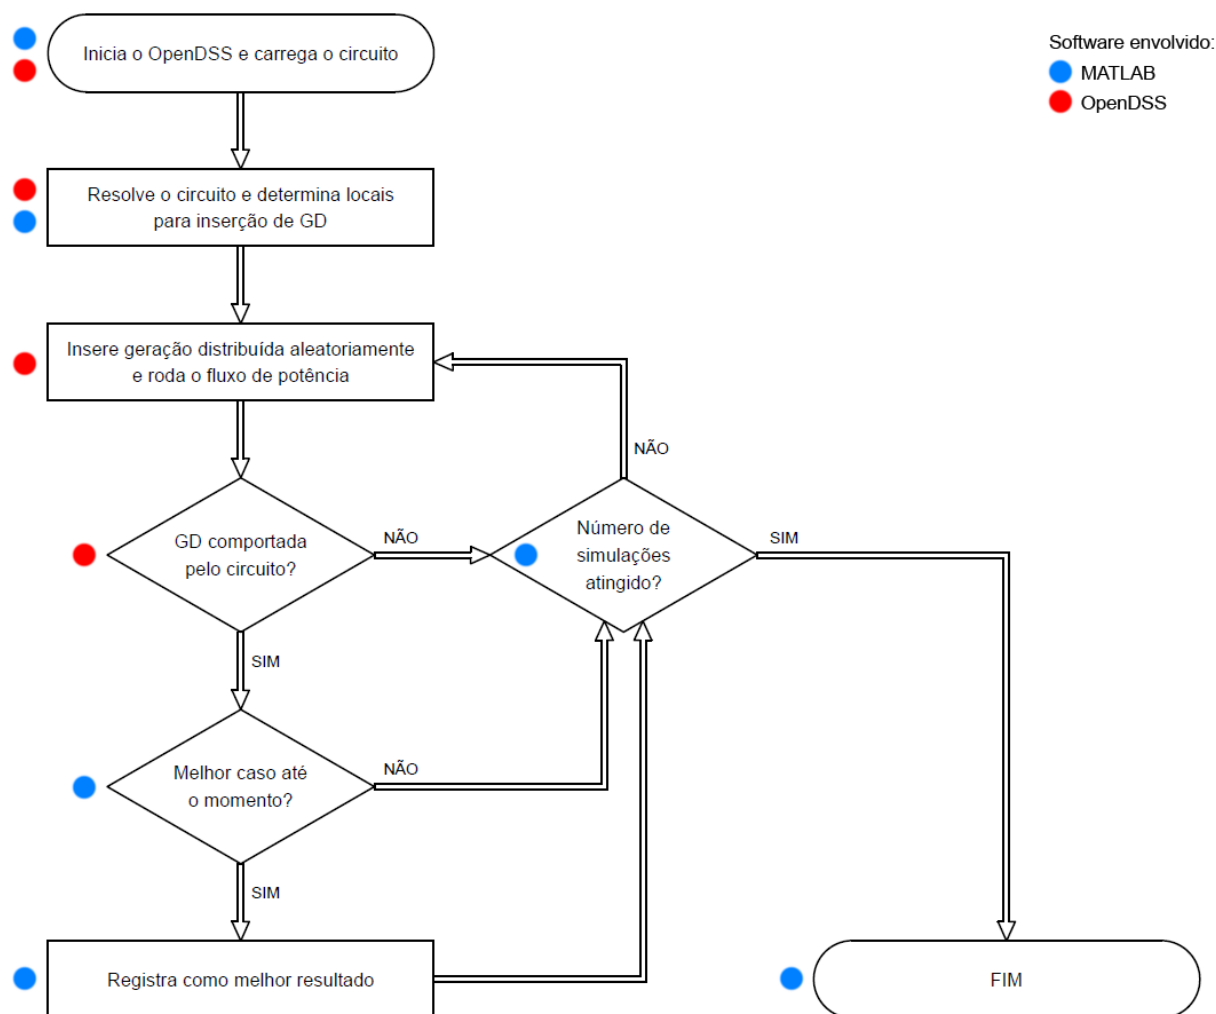 Inicia o OpenDSS e carrega o circuito
Software envolvido:
MATLAB
OpenDSS
Resolve o circuito e determina locais
para inserção de GD
Insere geração distribuída aleatoriamente
e roda o fluxo de potência
NÃO
GD comportada
pelo circuito?
NÃO
Número de
simulações
atingido?
SIM
SIM
Melhor caso até
o momento?
NÃO
SIM
Registra como melhor resultado
FIM